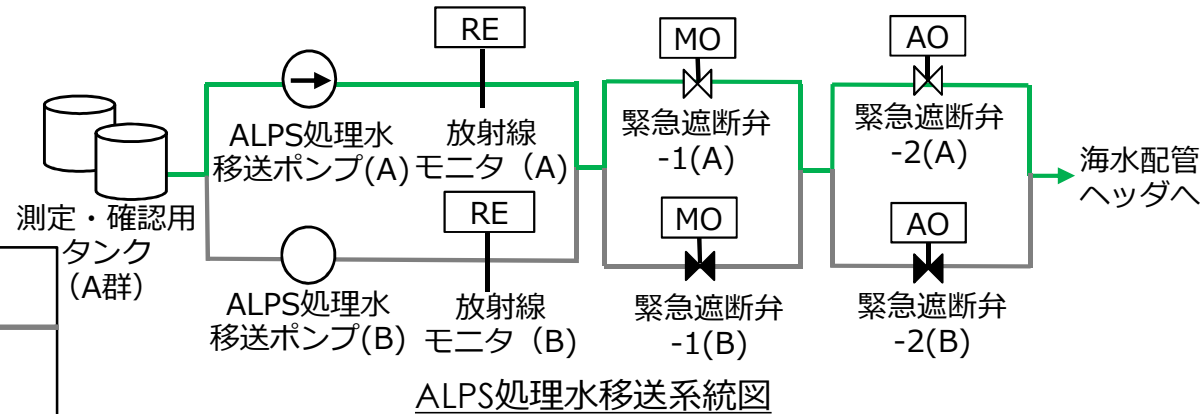 RE
MO
AO
ALPS処理水
移送ポンプ(A)
放射線
モニタ（A）
緊急遮断弁
-1(A)
緊急遮断弁
-2(A)
海水配管
ヘッダへ
測定・確認用
タンク
（A群）
RE
MO
AO
ALPS処理水
移送ポンプ(B)
放射線
モニタ（B）
緊急遮断弁
-1(B)
緊急遮断弁
-2(B)
ALPS処理水移送系統図